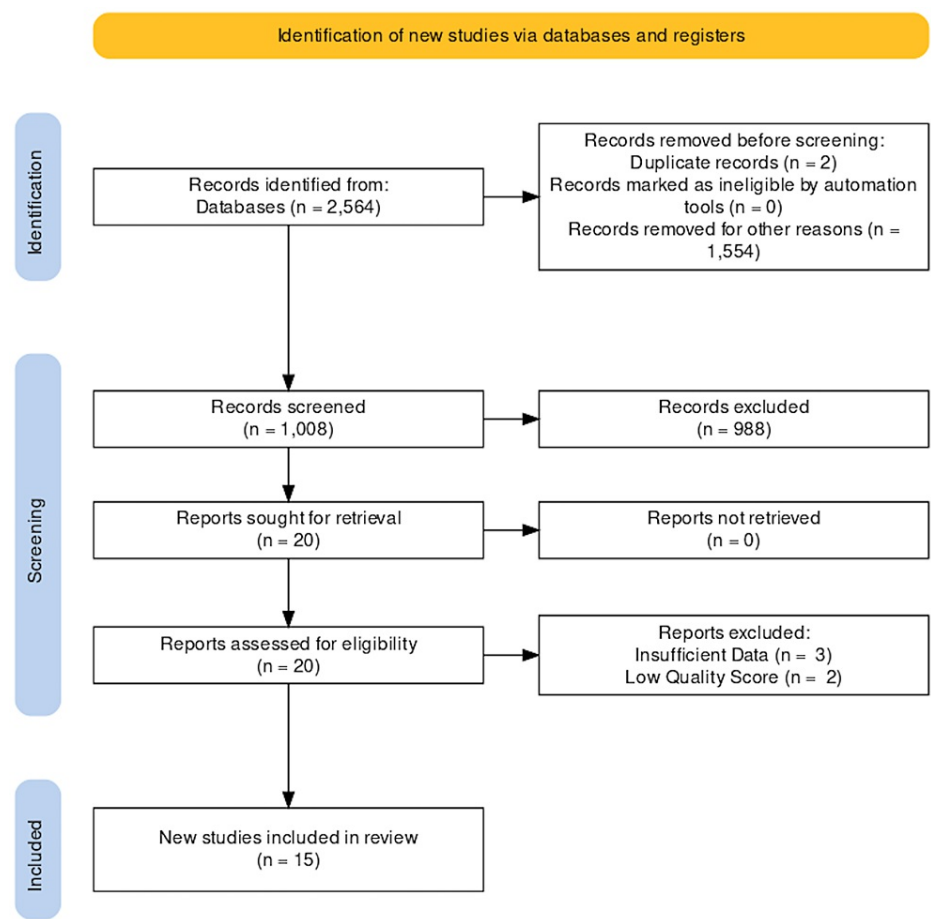 Identification of new studies via databases and registers
Identification
Records identified from:
Databases (n = 2,564)
Records removed before screening:
Duplicate records (n = 2)
Records marked as ineligible by automation
tools (n = 0)
Records removed for other reasons (n =
1,554)
Screening
Records screened
(n = 1,008)
Records excluded
(n = 988)
Reports sought for retrieval
(n = 20)
Reports not retrieved
(n = 0)
Reports assessed for eligibility
(n = 20)
Reports excluded:
Insufficient Data (n = 3)
Low Quality Score (n = 2)
Included
New studies included in review
(n = 15)